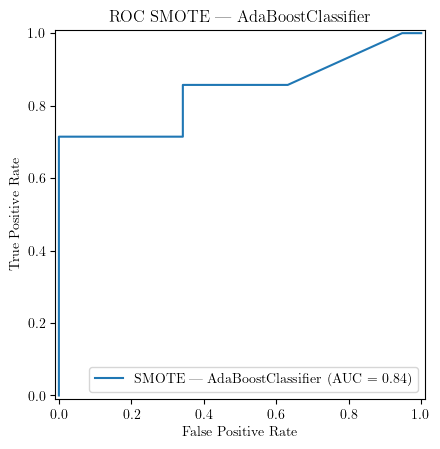 ROC SMOTE — AdaBoostClassifier
1.0
0.8
0.6
0.4
0.2
0.0
True Positive Rate
SMOTE — AdaBoostClassifier (AUC = 0.84)
0.0 0.2 0.4 0.6 0.8 1.0
False Positive Rate